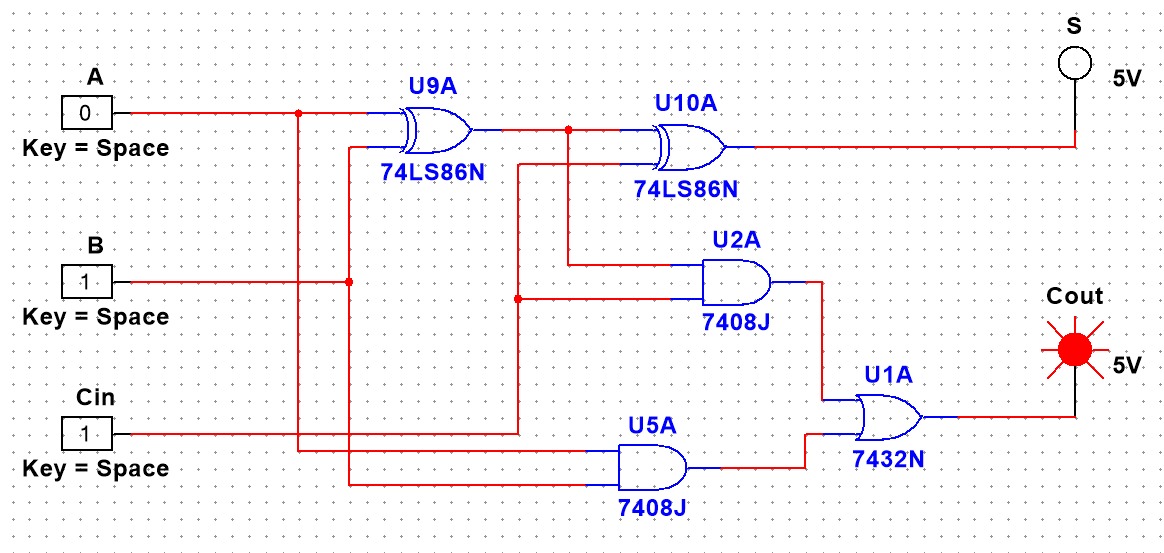 S
5V
A
0
Key = Space
U9A
74LS86N
U10A
74LS86N
B
1
Key = Space
U2A
7408J
Cout
5V
Cin
1
Key = Space
U1A
7432N
U5A
7408J